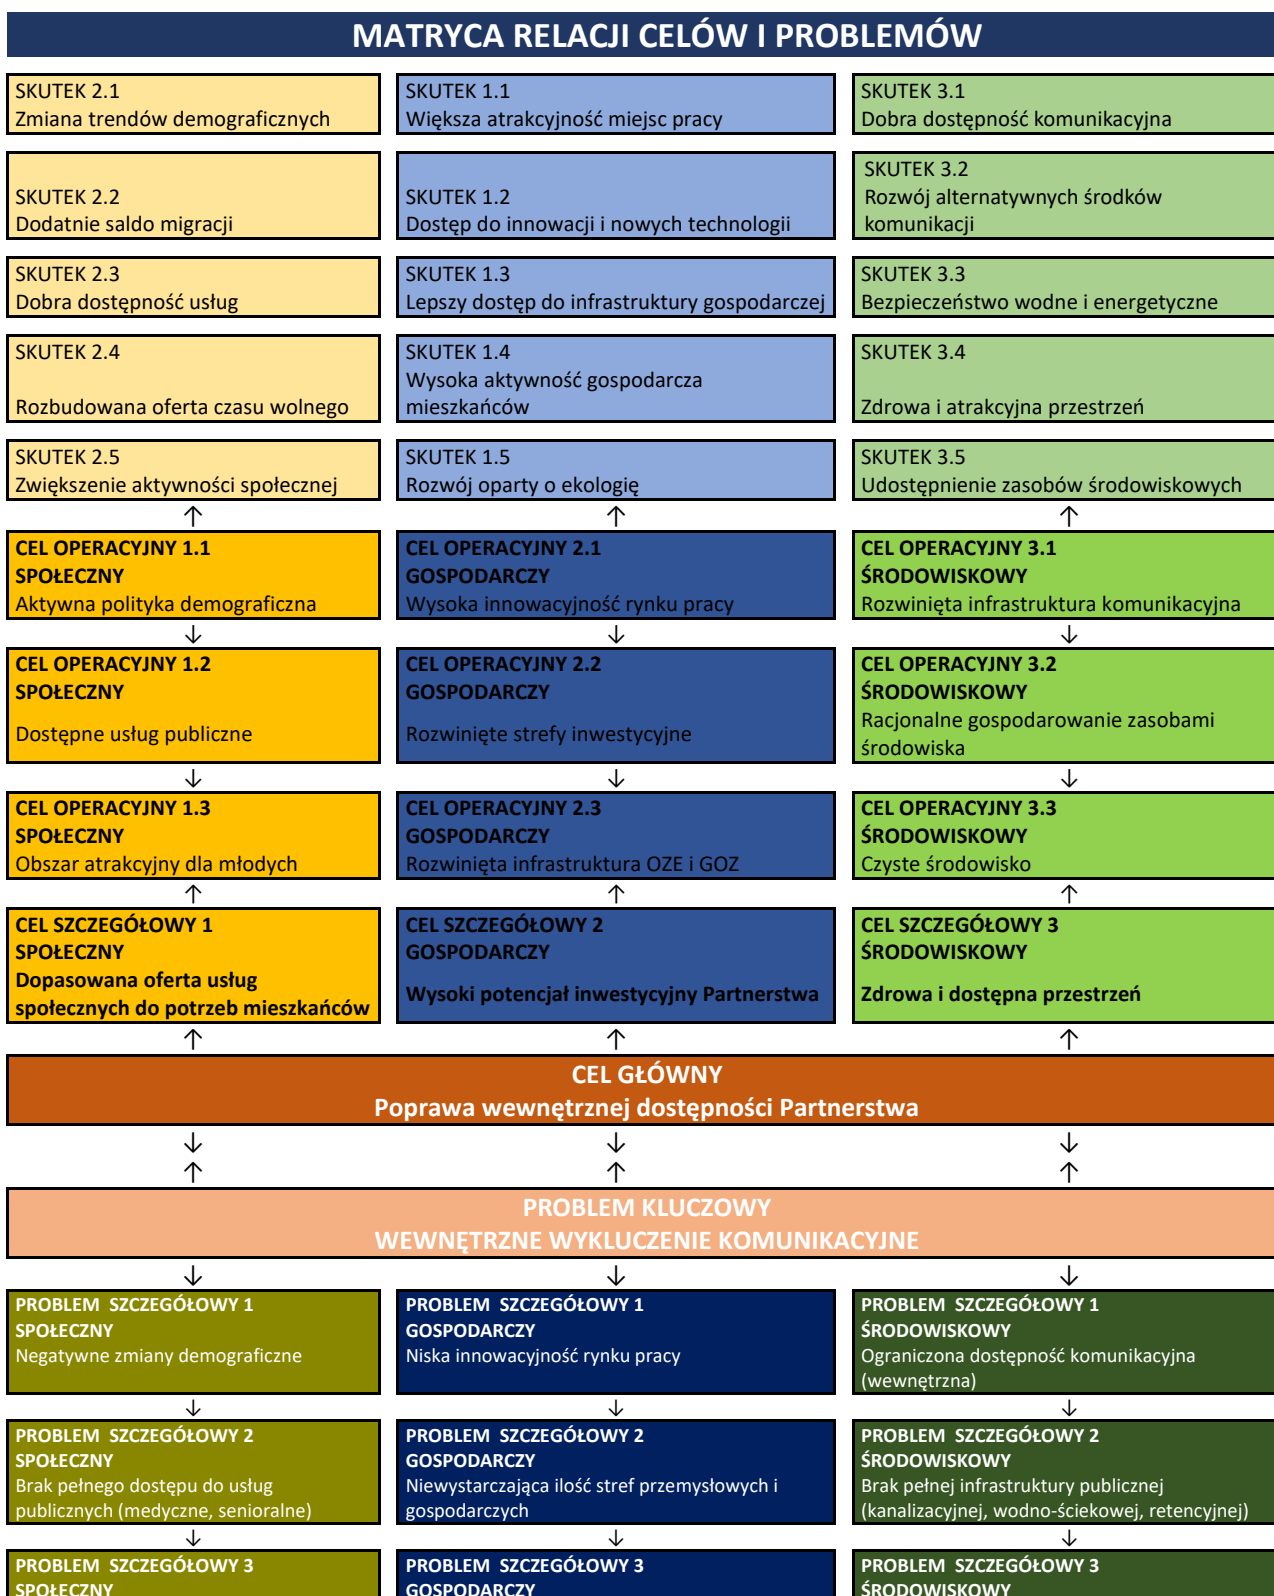 MATRYCA RELACJI CELÓW I PROBLEMÓW
SKUTEK 2.1
Zmiana trendów demograficznych
SKUTEK 1.1
Większa atrakcyjność miejsc pracy
SKUTEK 3.1
Dobra dostępność komunikacyjna
SKUTEK 2.2
Dodatnie saldo migracji
SKUTEK 1.2
Dostęp do innowacji i nowych technologii
SKUTEK 3.2
Rozwój alternatywnych środków
komunikacji
SKUTEK 2.3
Dobra dostępność usług
SKUTEK 1.3
Lepszy dostęp do infrastruktury gospodarczej
SKUTEK 3.3
Bezpieczeństwo wodne i energetyczne
SKUTEK 2.4
Rozbudowana oferta czasu wolnego
SKUTEK 1.4
Wysoka aktywność gospodarcza
mieszkańców
SKUTEK 3.4
Zdrowa i atrakcyjna przestrzeń
SKUTEK 2.5
Zwiększenie aktywności społecznej
SKUTEK 1.5
Rozwój oparty o ekologię
SKUTEK 3.5
Udostępnienie zasobów środowiskowych
↑ ↑ ↑
CEL OPERACYJNY 1.1
SPOŁECZNY
Aktywna polityka demograficzna
CEL OPERACYJNY 2.1
GOSPODARCZY
Wysoka innowacyjność rynku pracy
CEL OPERACYJNY 3.1
ŚRODOWISKOWY
Rozwinięta infrastruktura komunikacyjna
↓ ↓ ↓
CEL OPERACYJNY 1.2
SPOŁECZNY
Dostępne usług publiczne
CEL OPERACYJNY 2.2
GOSPODARCZY
Rozwinięte strefy inwestycyjne
CEL OPERACYJNY 3.2
ŚRODOWISKOWY
Racjonalne gospodarowanie zasobami
środowiska
↓ ↓ ↓
CEL OPERACYJNY 1.3
SPOŁECZNY
Obszar atrakcyjny dla młodych
CEL OPERACYJNY 2.3
GOSPODARCZY
Rozwinięta infrastruktura OZE i GOZ
CEL OPERACYJNY 3.3
ŚRODOWISKOWY
Czyste środowisko
↑ ↑ ↑
CEL SZCZEGÓŁOWY 1
SPOŁECZNY
Dopasowana oferta usług
społecznych do potrzeb mieszkańców
CEL SZCZEGÓŁOWY 2
GOSPODARCZY
Wysoki potencjał inwestycyjny Partnerstwa
CEL SZCZEGÓŁOWY 3
ŚRODOWISKOWY
Zdrowa i dostępna przestrzeń
↑ ↑ ↑
CEL GŁÓWNY
Poprawa wewnętrznej dostępności Partnerstwa
↓ ↓ ↓
↑ ↑ ↑
PROBLEM KLUCZOWY
WEWNĘTRZNE WYKLUCZENIE KOMUNIKACYJNE
↓ ↓ ↓
PROBLEM SZCZEGÓŁOWY 1
SPOŁECZNY
Negatywne zmiany demograficzne
PROBLEM SZCZEGÓŁOWY 1
GOSPODARCZY
Niska innowacyjność rynku pracy
PROBLEM SZCZEGÓŁOWY 1
ŚRODOWISKOWY
Ograniczona dostępność komunikacyjna
(wewnętrzna)
↓ ↓ ↓
PROBLEM SZCZEGÓŁOWY 2
SPOŁECZNY
Brak pełnego dostępu do usług
publicznych (medyczne, senioralne)
PROBLEM SZCZEGÓŁOWY 2
GOSPODARCZY
Niewystarczająca ilość stref przemysłowych i
gospodarczych
PROBLEM SZCZEGÓŁOWY 2
ŚRODOWISKOWY
Brak pełnej infrastruktury publicznej
(kanalizacyjnej, wodno-ściekowej, retencyjnej)
↓ ↓ ↓
PROBLEM SZCZEGÓŁOWY 3
SPOŁECZNY
PROBLEM SZCZEGÓŁOWY 3
GOSPODARCZY
PROBLEM SZCZEGÓŁOWY 3
ŚRODOWISKOWY